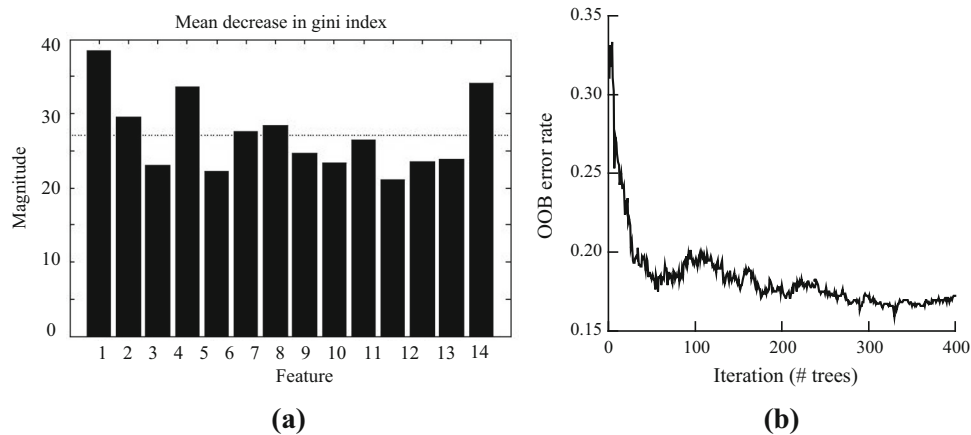 Mean decrease in gini index
40
30
20
10
0
Magnitude
1 2 3 4 5 6 7 8 9 10 11 12 13 14
Feature
(a)
0.35
0.30
0.25
0.20
0.15
OOB error rate
0 100 200 300 400
Iteration (# trees)
(b)